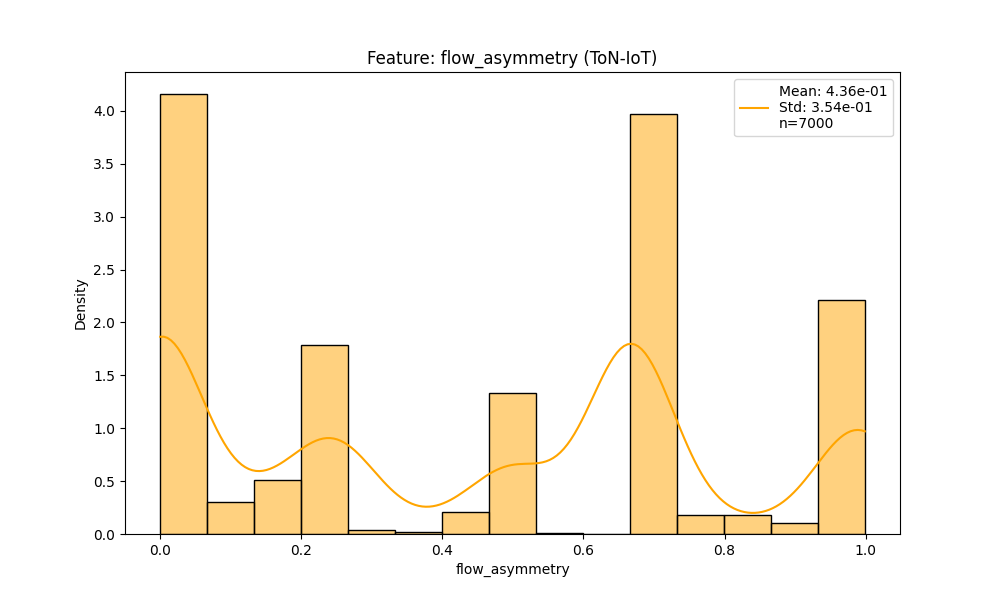 Feature: flow_asymmetry (ToN-IoT)
Mean: 4.36e-01
Std: 3.54e-01
n=7000
4.0
3.5
3.0
2.5
2.0
1.5
1.0
0.5
0.0
Density
0.0 0.2 0.4 0.6 0.8 1.0
flow_asymmetry